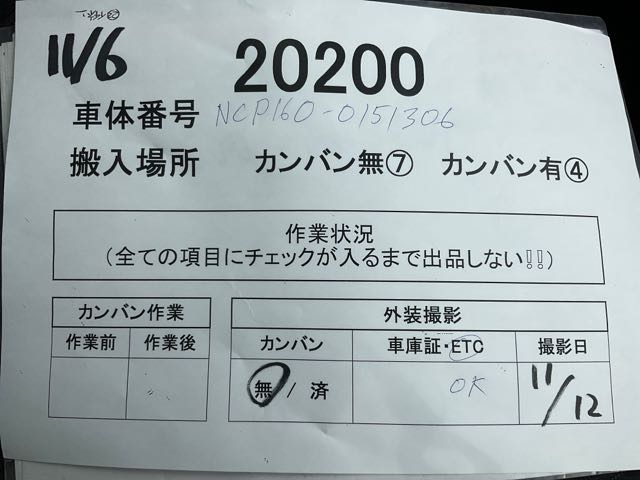 11/6
20200
車体番号 NCP160-0151306
搬入場所 カンバン無⑦ カンバン有④
作業状況
(全ての項目にチェックが入るまで出品しない!!)
カンバン作業 外装撮影
作業前 作業後 カンバン 車庫証・ETC 撮影日
無 / 済 OK 11/12